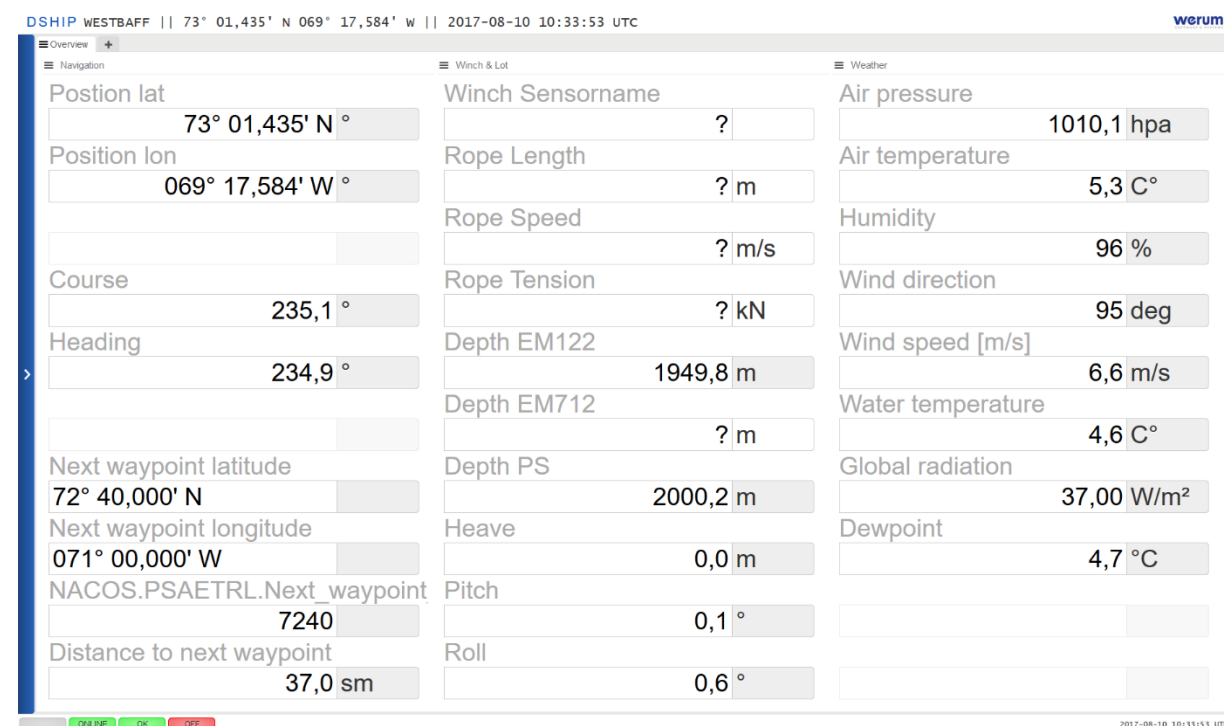 DSHIP WESTBAFF || 73° 01,435' N 069° 17,584' W || 2017-08-10 10:33:53 UTC
werum
Overview +
Navigation
Postion lat
73° 01,435' N °
Position lon
069° 17,584' W °
Course
235,1 °
Heading
234,9 °
Next waypoint latitude
72° 40,000' N
Next waypoint longitude
071° 00,000' W
NACOS.PSAETRL.Next_waypoint
7240
Distance to next waypoint
37,0 sm
Winch & Lot
Winch Sensorname
?
Rope Length
? m
Rope Speed
? m/s
Rope Tension
? kN
Depth EM122
1949,8 m
Depth EM712
? m
Depth PS
2000,2 m
Heave
0,0 m
Pitch
0,1 °
Roll
0,6 °
Weather
Air pressure
1010,1 hpa
Air temperature
5,3 C°
Humidity
96 %
Wind direction
95 deg
Wind speed [m/s]
6,6 m/s
Water temperature
4,6 C°
Global radiation
37,00 W/m²
Dewpoint
4,7 °C
ONLINE OK OFF
2017-08-10 10:33:53 UTC